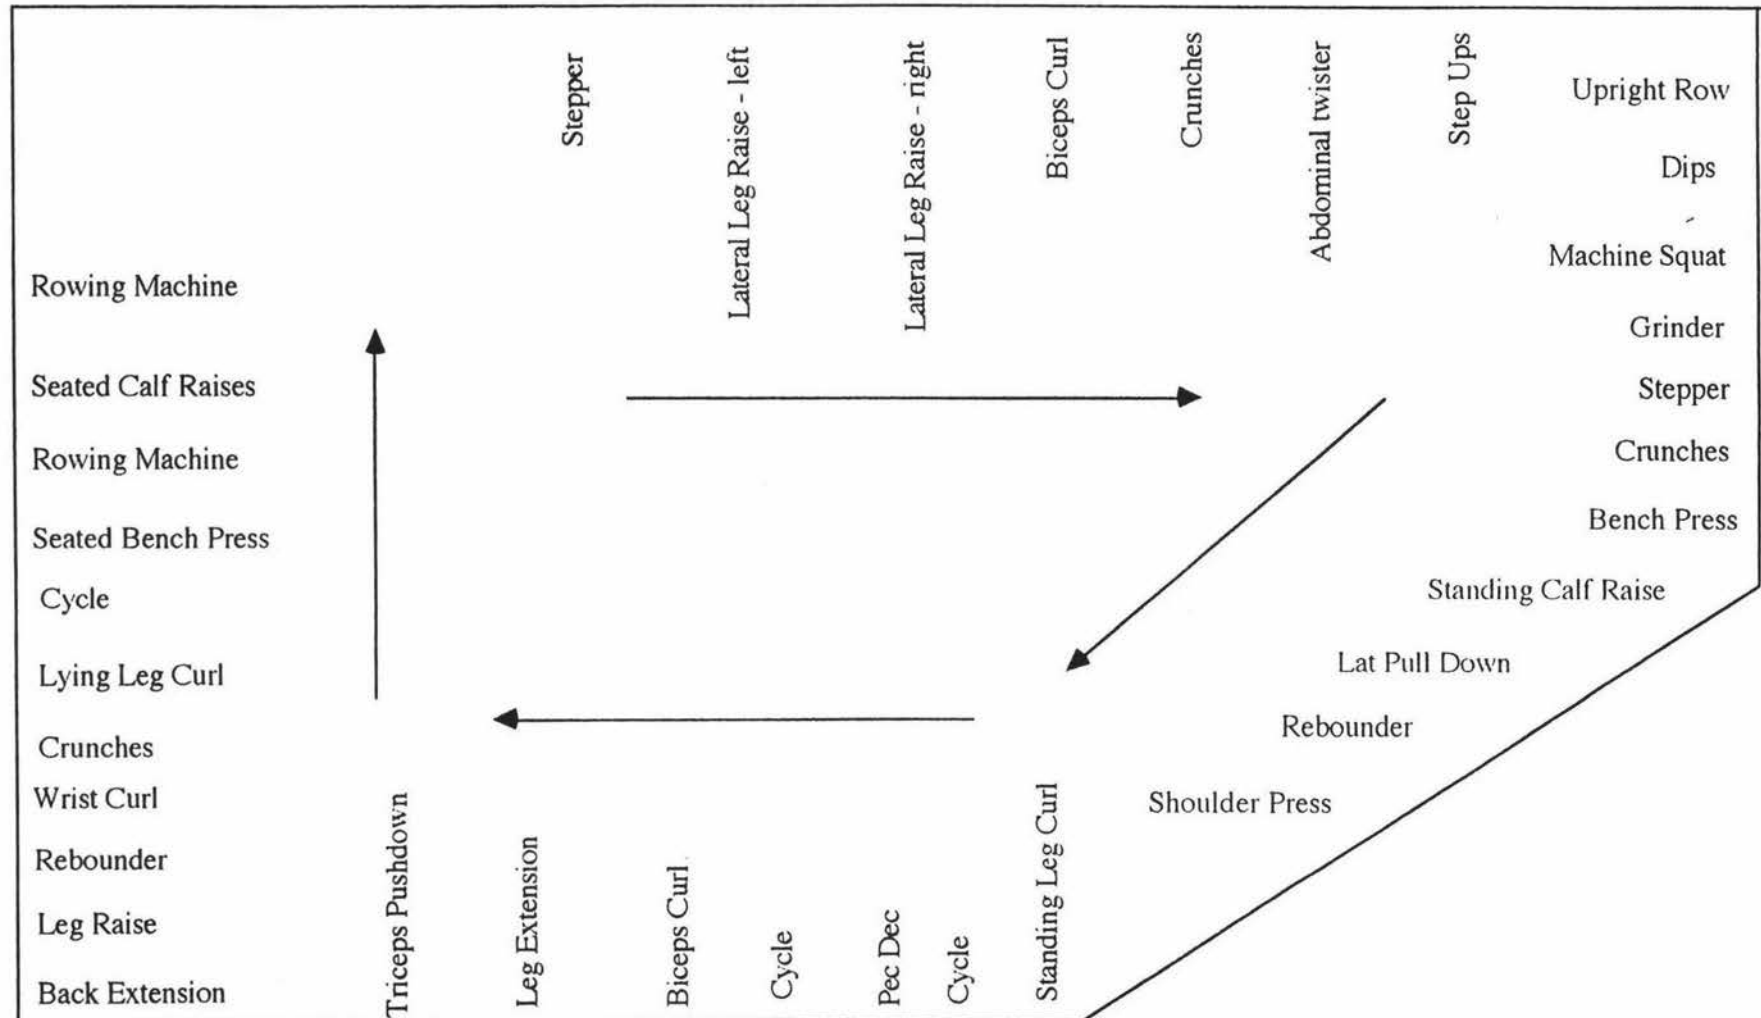 Stepper
Lateral Leg Raise - left
Lateral Leg Raise - right
Biceps Curl
Crunches
Abdominal twister
Step Ups
Upright Row
Dips
Machine Squat
Grinder
Stepper
Crunches
Bench Press
Standing Calf Raise
Lat Pull Down
Rebounder
Shoulder Press
Standing Leg Curl
Cycle
Pec Dec
Cycle
Biceps Curl
Leg Extension
Triceps Pushdown
Rowing Machine
Seated Calf Raises
Rowing Machine
Seated Bench Press
Cycle
Lying Leg Curl
Crunches
Wrist Curl
Rebounder
Leg Raise
Back Extension